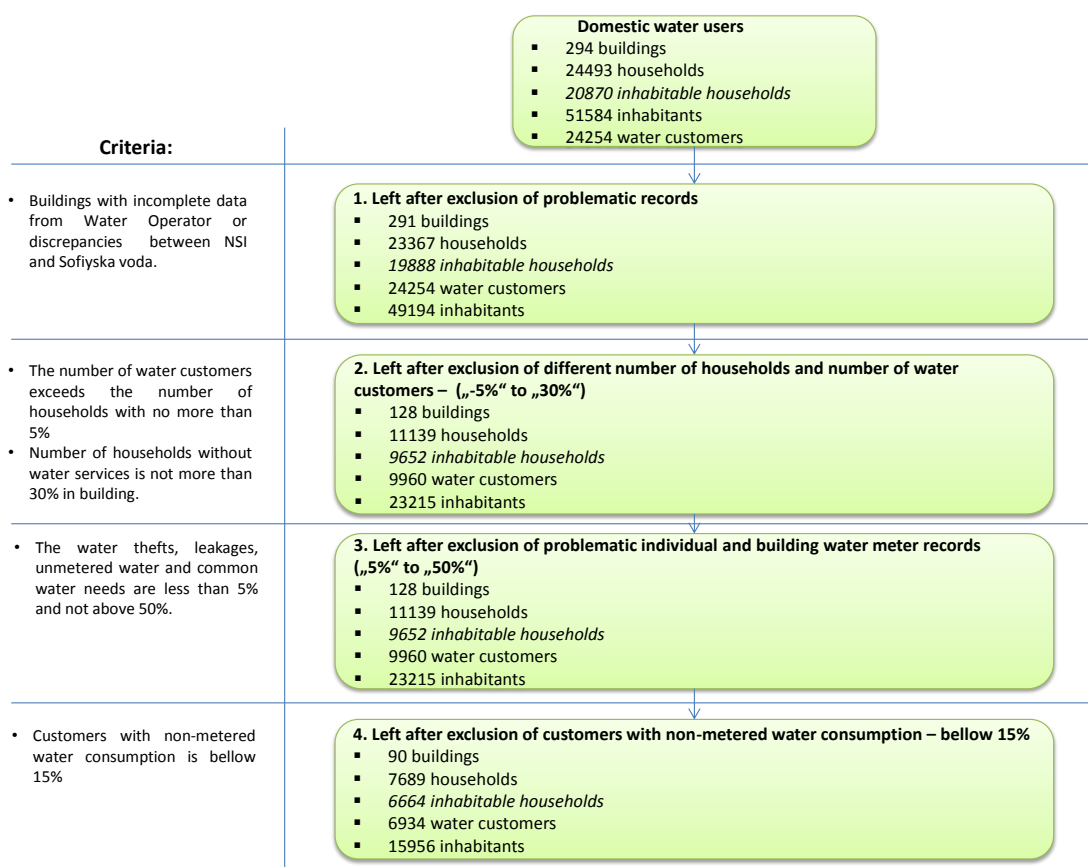 Domestic water users
▪ 294 buildings
▪ 24493 households
▪ 20870 inhabitable households
▪ 51584 inhabitants
▪ 24254 water customers
Criteria:
• Buildings with incomplete data
from Water Operator or
discrepancies between NSI
and Sofiyska voda.
1. Left after exclusion of problematic records
▪ 291 buildings
▪ 23367 households
▪ 19888 inhabitable households
▪ 24254 water customers
▪ 49194 inhabitants
• The number of water customers
exceeds the number of
households with no more than
5%
• Number of households without
water services is not more than
30% in building.
2. Left after exclusion of different number of households and number of water
customers – („-5%“ to „30%“)
▪ 128 buildings
▪ 11139 households
▪ 9652 inhabitable households
▪ 9960 water customers
▪ 23215 inhabitants
• The water thefts, leakages,
unmetered water and common
water needs are less than 5%
and not above 50%.
3. Left after exclusion of problematic individual and building water meter records
(„5%“ to „50%“)
▪ 128 buildings
▪ 11139 households
▪ 9652 inhabitable households
▪ 9960 water customers
▪ 23215 inhabitants
• Customers with non-metered
water consumption is bellow
15%
4. Left after exclusion of customers with non-metered water consumption – bellow 15%
▪ 90 buildings
▪ 7689 households
▪ 6664 inhabitable households
▪ 6934 water customers
▪ 15956 inhabitants